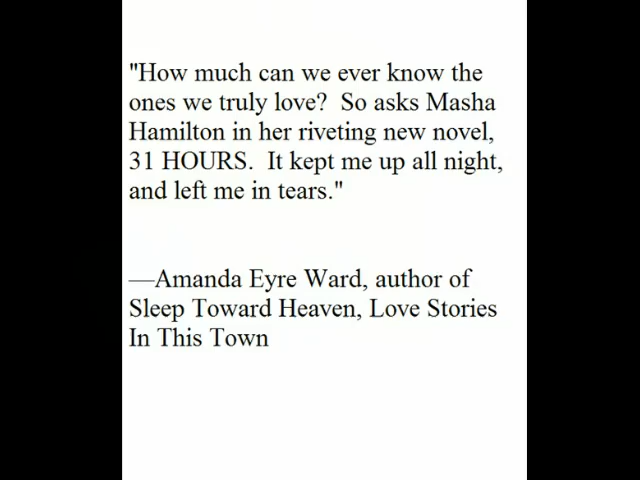 "How much can we ever know the
ones we truly love?  So asks Masha
Hamilton in her riveting new novel,
31 HOURS.  It kept me up all night,
and left me in tears."
—Amanda Eyre Ward, author of
Sleep Toward Heaven, Love Stories
In This Town